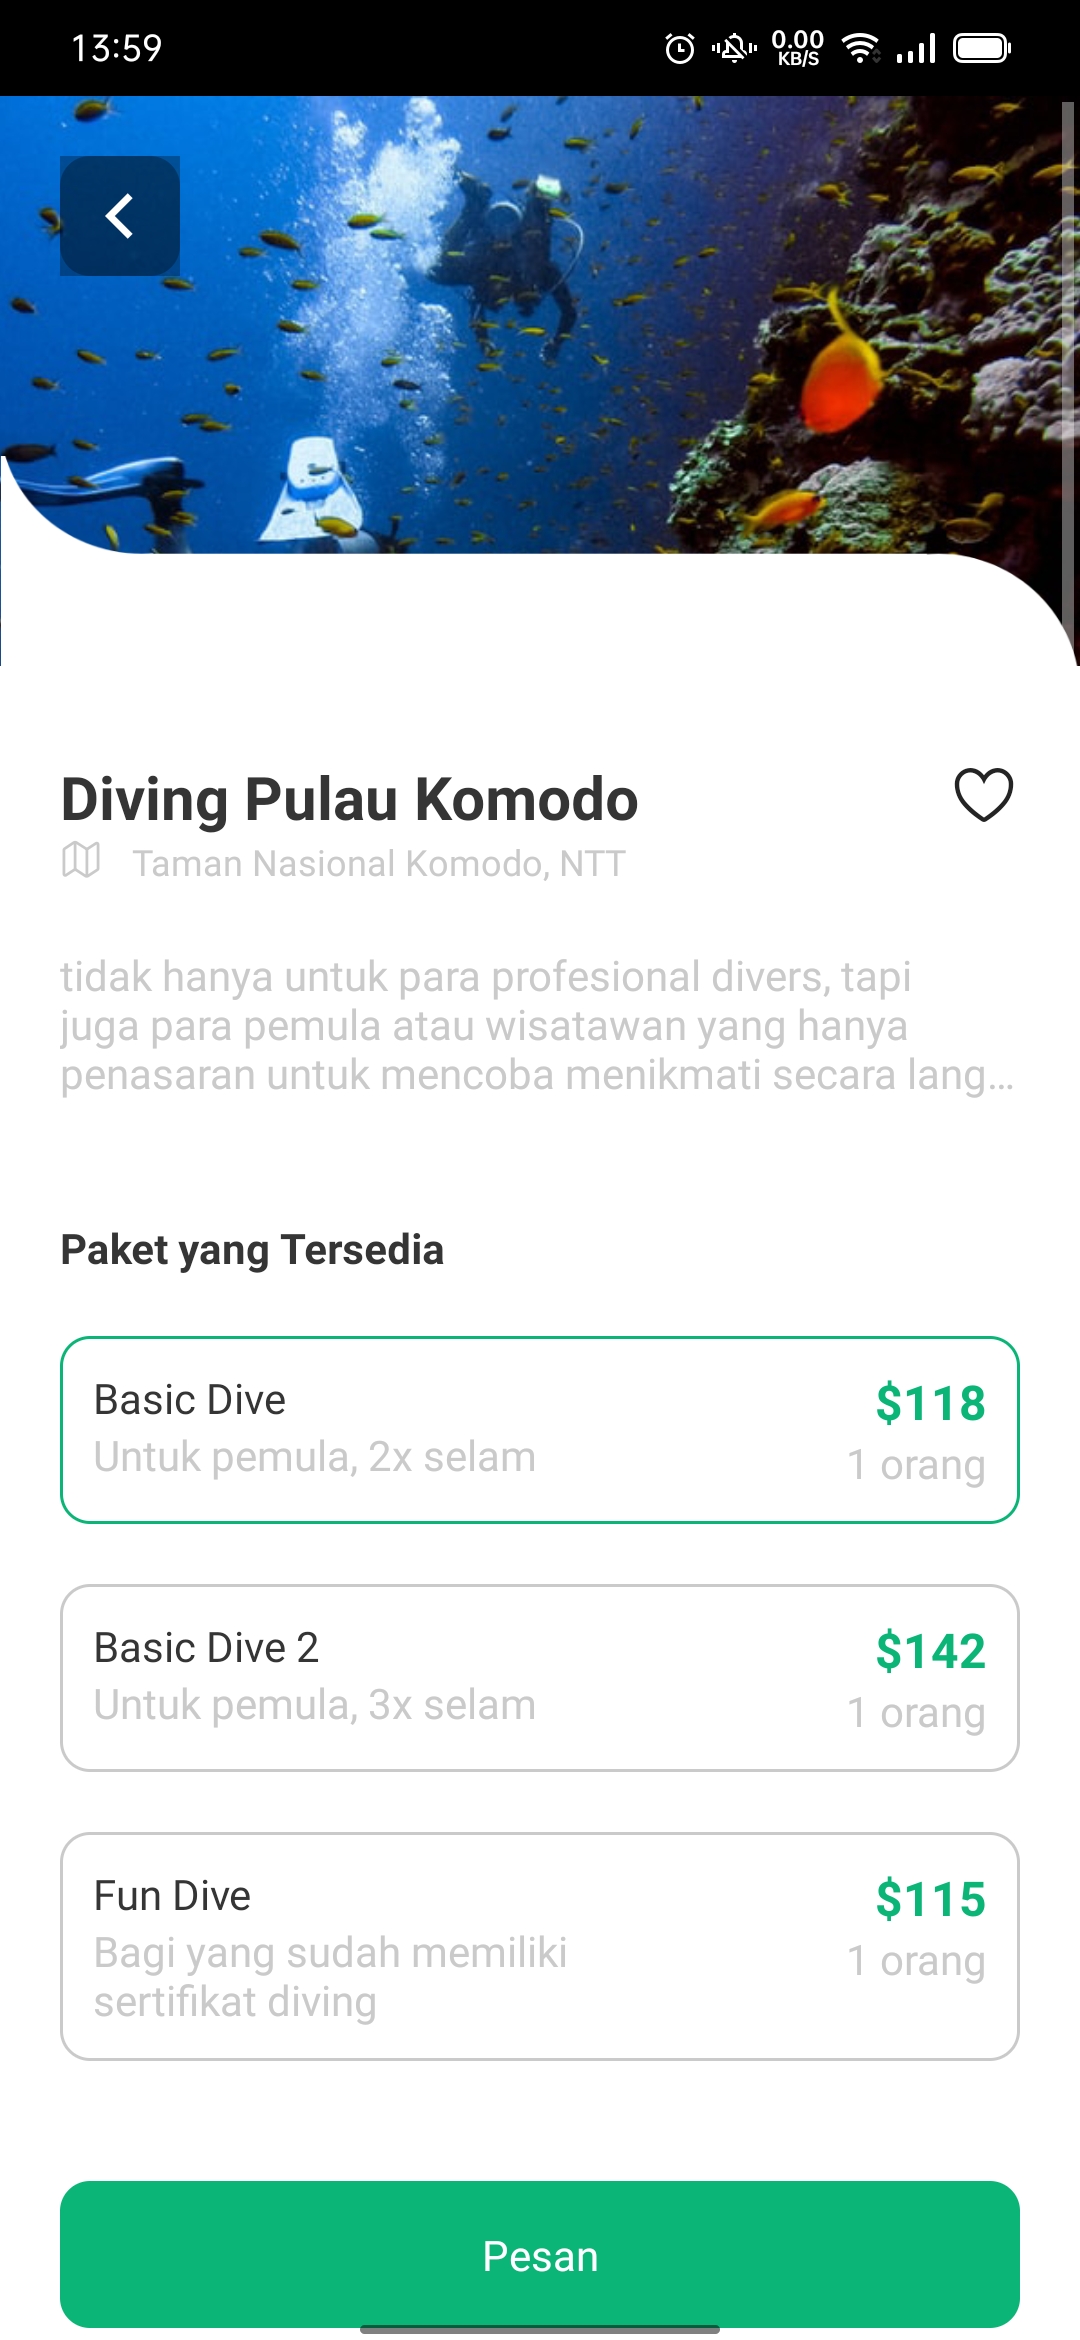 13:59
0.00
KB/S
Diving Pulau Komodo
Taman Nasional Komodo, NTT
tidak hanya untuk para profesional divers, tapi
juga para pemula atau wisatawan yang hanya
penasaran untuk mencoba menikmati secara lang...
Paket yang Tersedia
Basic Dive
$118
Untuk pemula, 2x selam
1 orang
Basic Dive 2
$142
Untuk pemula, 3x selam
1 orang
Fun Dive
$115
Bagi yang sudah memiliki
1 orang
sertifikat diving
Pesan